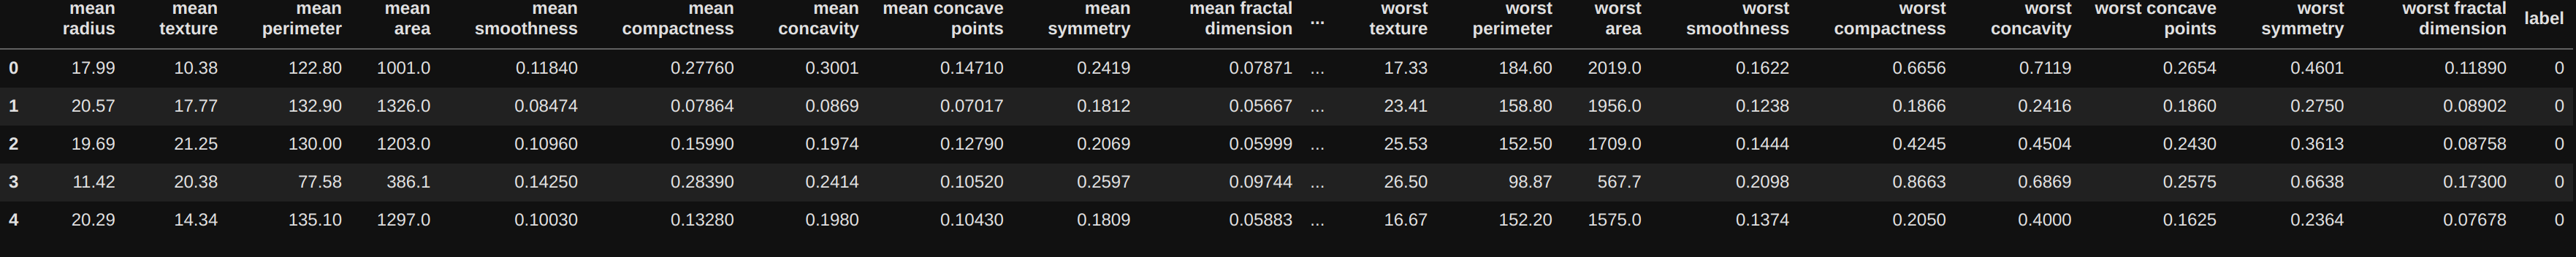 mean mean mean mean mean mean mean mean concave mean mean fractal ... worst worst worst worst worst worst worst concave worst worst fractal label
radius texture perimeter area smoothness compactness concavity points symmetry dimension texture perimeter area smoothness compactness concavity points symmetry dimension
0 17.99 10.38 122.80 1001.0 0.11840 0.27760 0.3001 0.14710 0.2419 0.07871 ... 17.33 184.60 2019.0 0.1622 0.6656 0.7119 0.2654 0.4601 0.11890 0
1 20.57 17.77 132.90 1326.0 0.08474 0.07864 0.0869 0.07017 0.1812 0.05667 ... 23.41 158.80 1956.0 0.1238 0.1866 0.2416 0.1860 0.2750 0.08902 0
2 19.69 21.25 130.00 1203.0 0.10960 0.15990 0.1974 0.12790 0.2069 0.05999 ... 25.53 152.50 1709.0 0.1444 0.4245 0.4504 0.2430 0.3613 0.08758 0
3 11.42 20.38 77.58 386.1 0.14250 0.28390 0.2414 0.10520 0.2597 0.09744 ... 26.50 98.87 567.7 0.2098 0.8663 0.6869 0.2575 0.6638 0.17300 0
4 20.29 14.34 135.10 1297.0 0.10030 0.13280 0.1980 0.10430 0.1809 0.05883 ... 16.67 152.20 1575.0 0.1374 0.2050 0.4000 0.1625 0.2364 0.07678 0